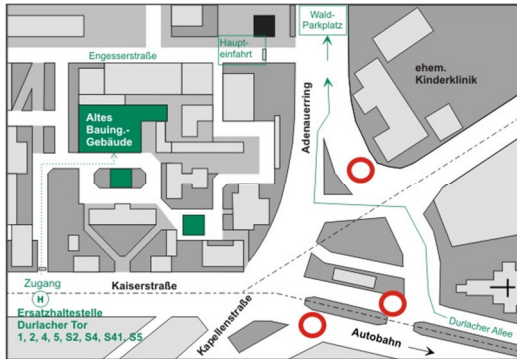 Wald-
Parkplatz
Engesserstraße
Haupt-
einfahrt
ehem.
Kinderklinik
Adenauerring
Altes
Bauing.-
Gebäude
Zugang
H
Kaiserstraße
Ersatzhaltestelle
Durlacher Tor
1, 2, 4, 5, S2, S4, S41, S5
Kapellenstraße
Durlacher Allee
Autobahn